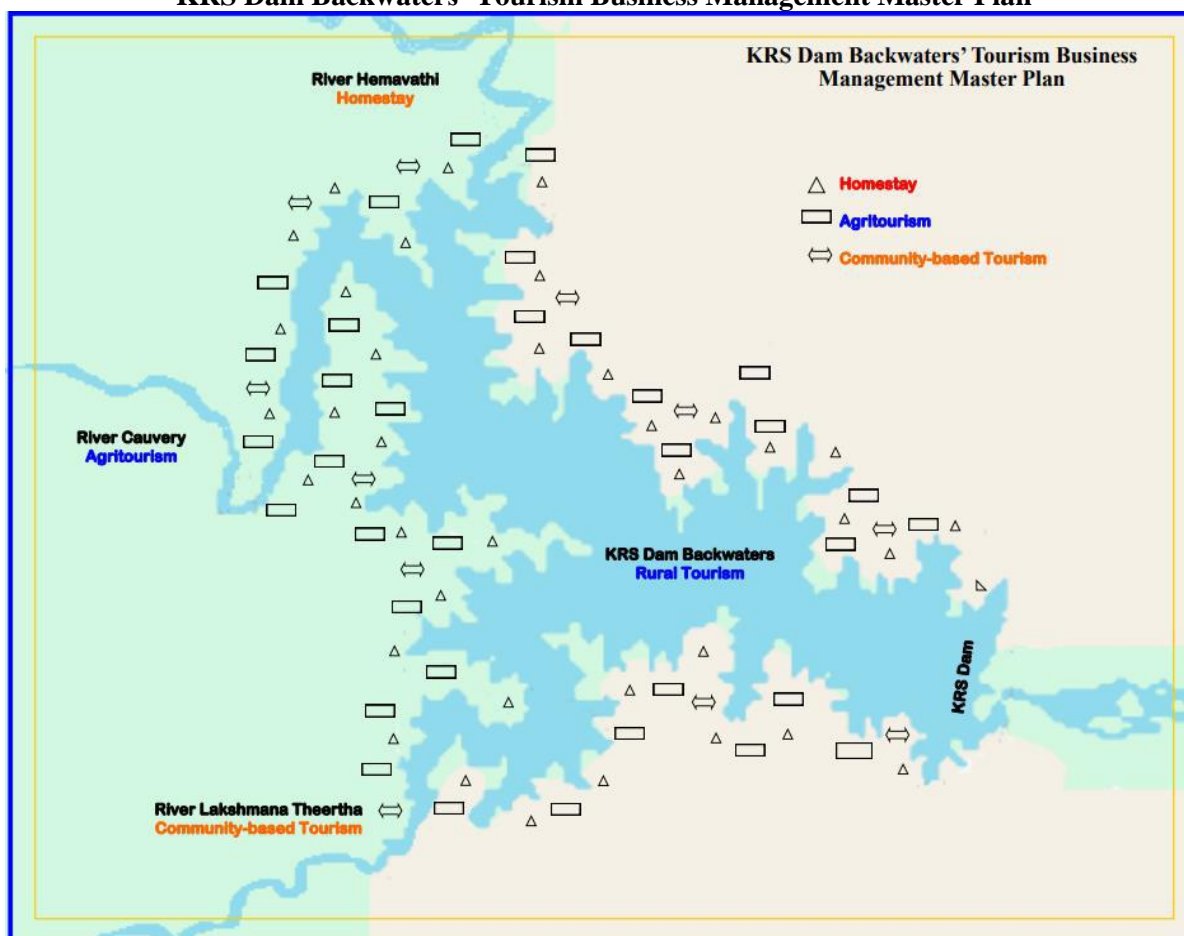 KRS Dam Backwaters' Tourism Business Management Master Plan
KRS Dam Backwaters' Tourism Business
Management Master Plan
River Hemavathi
Homestay
Homestay
Agritourism
Community-based Tourism
River Cauvery
Agritourism
KRS Dam Backwaters
Rural Tourism
KRS Dam
River Lakshmana Theertha
Community-based Tourism